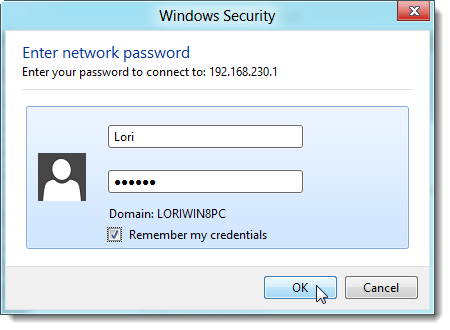 Windows Security
Enter network password
Enter your password to connect to: 192.168.230.1
Lori
••••••
Domain: LORIWIN8PC
Remember my credentials
OK
Cancel